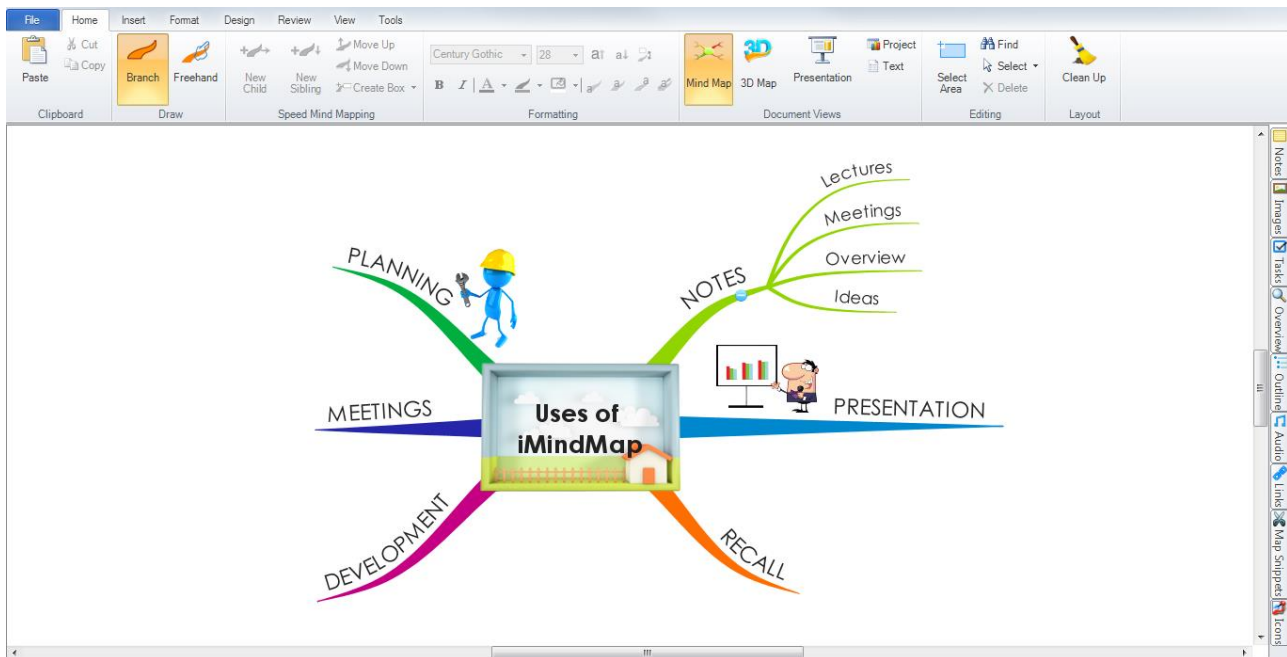 File Home Insert Format Design Review View Tools
Paste
Cut
Copy
Clipboard
Branch
Freehand
Draw
New Child
New Sibling
Move Up
Move Down
Create Box
Speed Mind Mapping
Century Gothic 28
B I A
Formatting
Mind Map
3D
3D Map
Presentation
Project
Text
Document Views
Select Area
Find
Select
Delete
Editing
Clean Up
Layout
PLANNING
MEETINGS
DEVELOPMENT
Uses of
iMindMap
NOTES
Lectures
Meetings
Overview
Ideas
PRESENTATION
RECALL
Notes
Images
Tasks
Overview
Outline
Audio
Links
Map Snippets
Icons